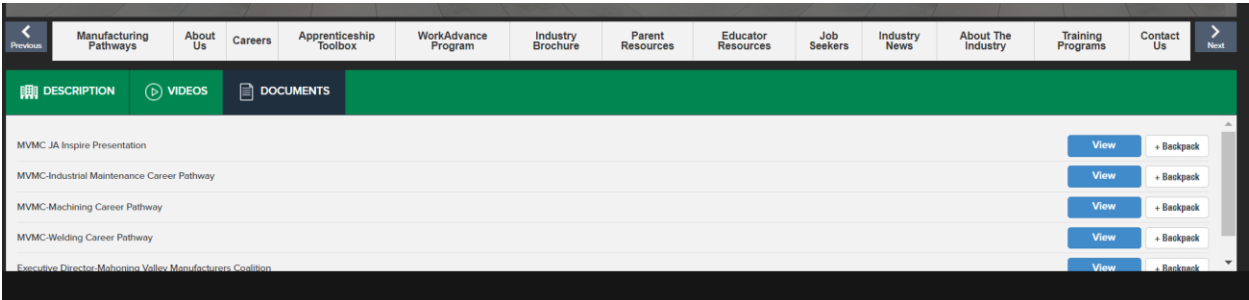 Previous
Manufacturing Pathways
About Us
Careers
Apprenticeship Toolbox
WorkAdvance Program
Industry Brochure
Parent Resources
Educator Resources
Job Seekers
Industry News
About The Industry
Training Programs
Contact Us
Next
DESCRIPTION VIDEOS DOCUMENTS
MVMC JA Inspire Presentation View + Backpack
MVMC-Industrial Maintenance Career Pathway View + Backpack
MVMC-Machining Career Pathway View + Backpack
MVMC-Welding Career Pathway View + Backpack
Executive Director-Mahoning Valley Manufacturers Coalition View + Backpack